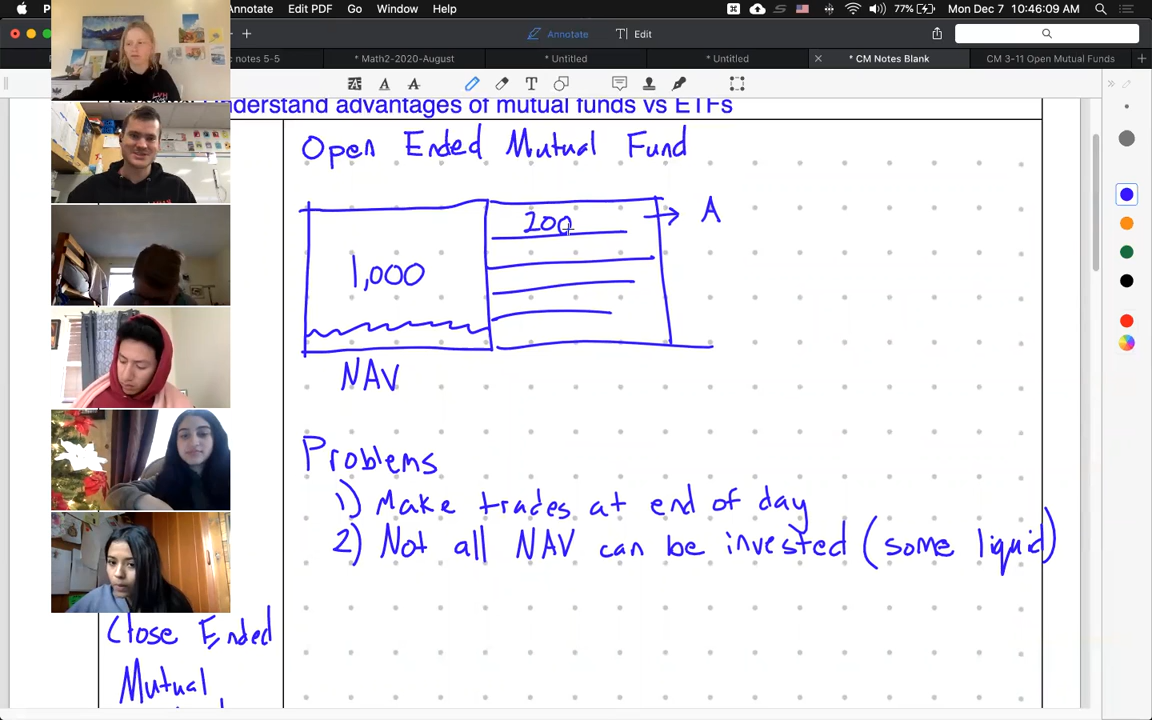 Annotate Edit PDF Go Window Help 77% Mon Dec 7 10:46:09 AM
Annotate Edit
notes 5-5 * Math2-2020-August * Untitled * Untitled * CM Notes Blank CM 3-11 Open Mutual Funds
Understand advantages of mutual funds vs ETFs
Open Ended Mutual Fund
200 → A
1,000
NAV
Problems
1) Make trades at end of day
2) Not all NAV can be invested (some liquid)
Close Ended
Mutual